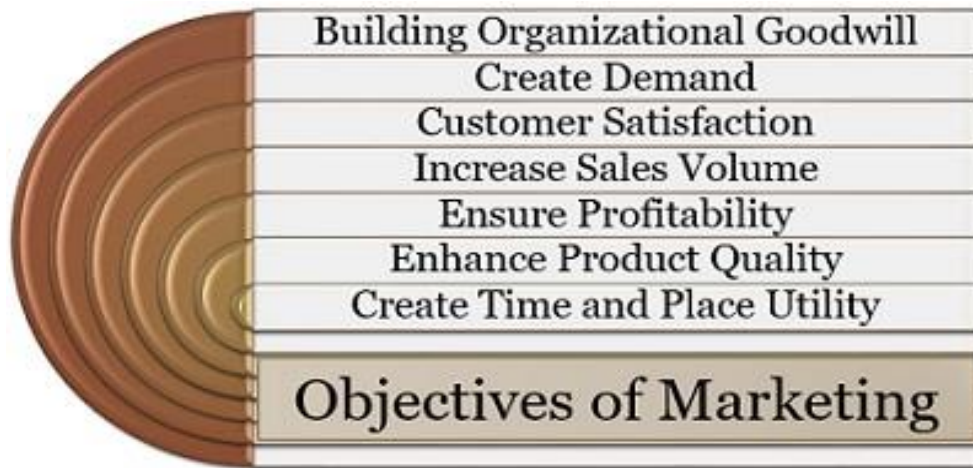 Building Organizational Goodwill
Create Demand
Customer Satisfaction
Increase Sales Volume
Ensure Profitability
Enhance Product Quality
Create Time and Place Utility
Objectives of Marketing